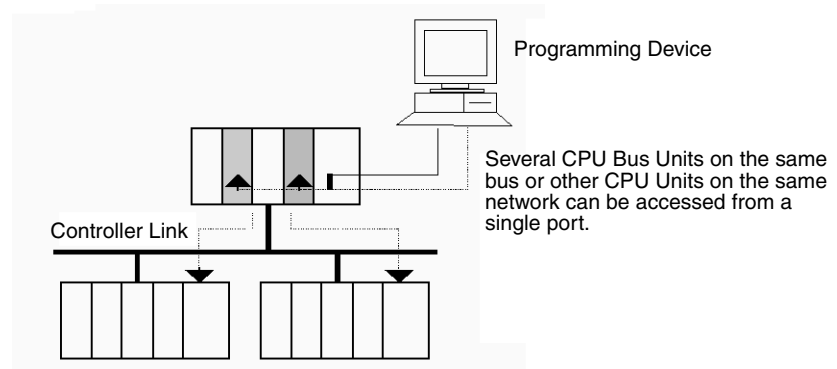 Programming Device
Several CPU Bus Units on the same
bus or other CPU Units on the same
network can be accessed from a
single port.
Controller Link